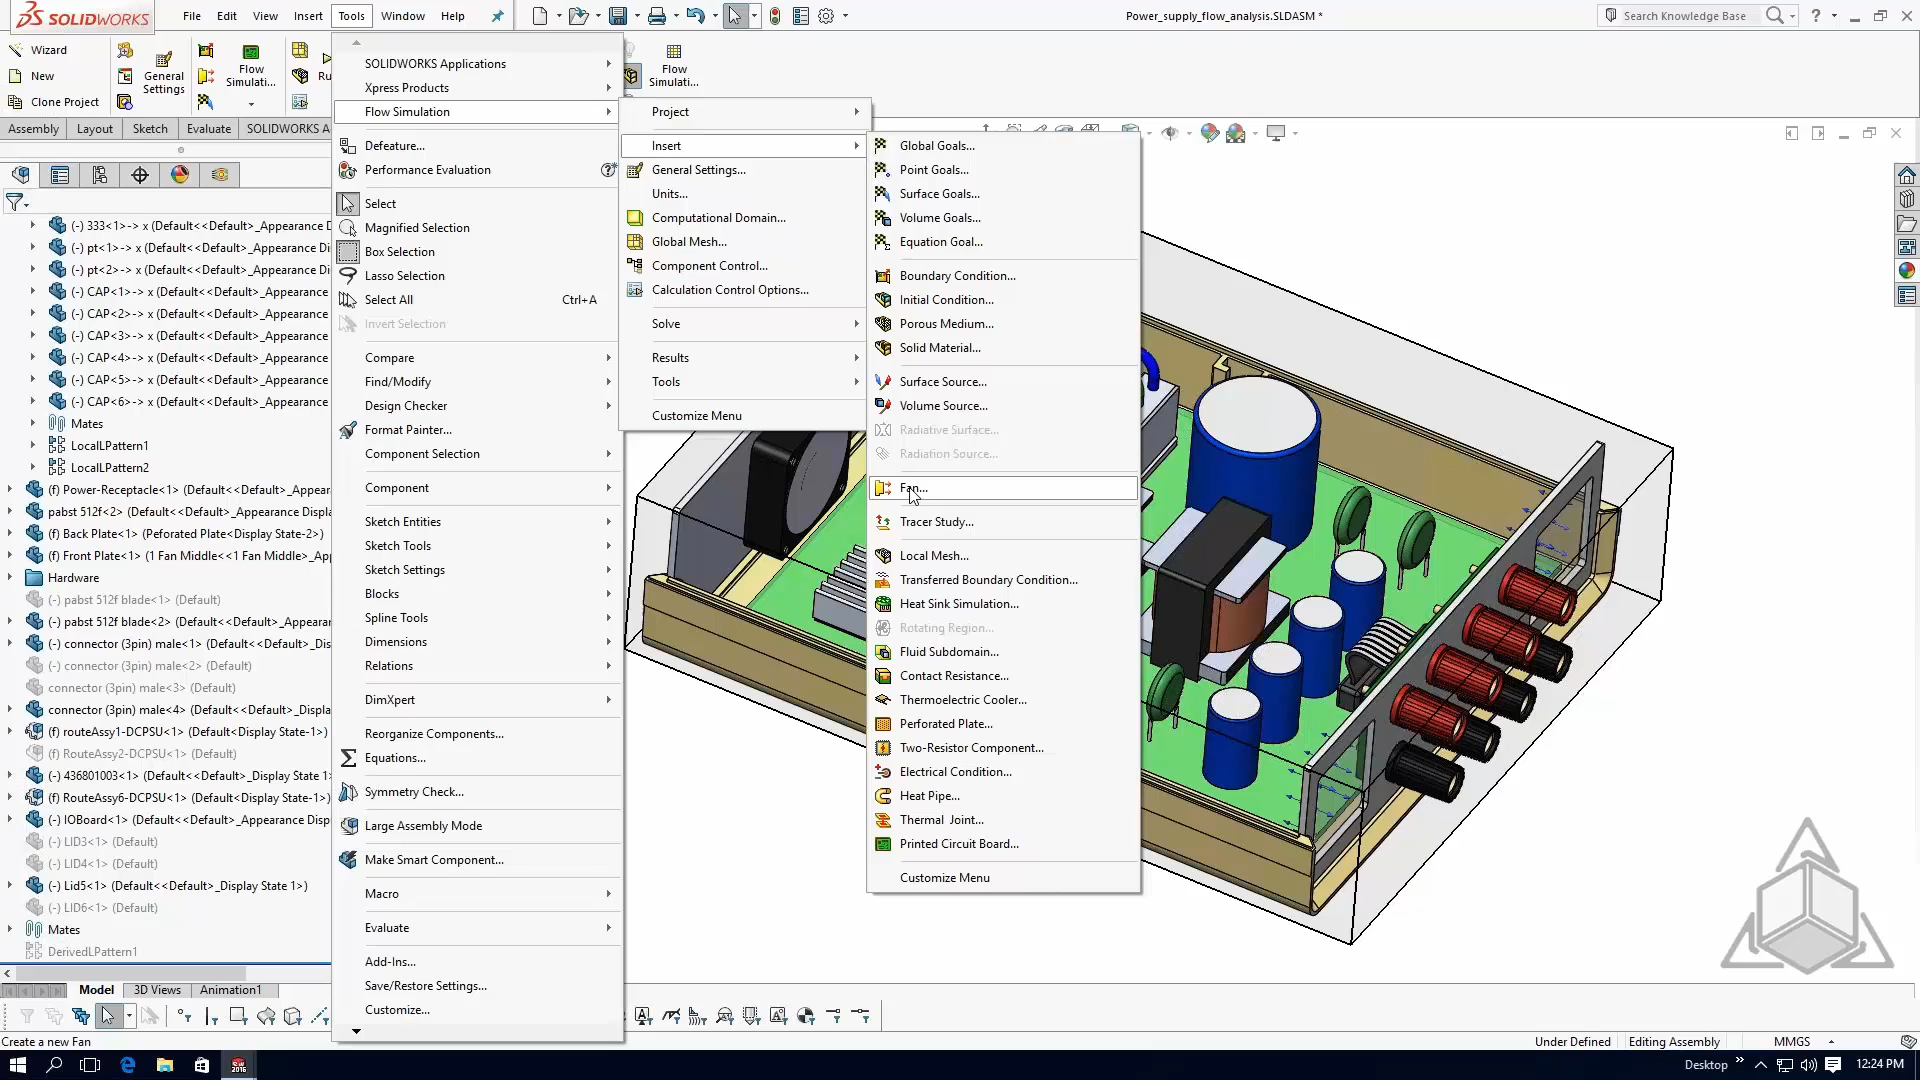 SOLIDWORKS
File Edit View Insert Tools Window Help
Power_supply_flow_analysis.SLDASM *
Search Knowledge Base
?
Wizard
New
Clone Project
General Settings
Flow Simulati...
Ru
Flow Simulati...
Assembly Layout Sketch Evaluate SOLIDWORKS A
(-) 333<1>-> x (Default<<Default>_Appearance D
(-) pt<1>-> x (Default<<Default>_Appearance Di
(-) pt<2>-> x (Default<<Default>_Appearance Di
(-) CAP<1>-> x (Default<<Default>_Appearance
(-) CAP<2>-> x (Default<<Default>_Appearance
(-) CAP<3>-> x (Default<<Default>_Appearance
(-) CAP<4>-> x (Default<<Default>_Appearance
(-) CAP<5>-> x (Default<<Default>_Appearance
(-) CAP<6>-> x (Default<<Default>_Appearance
Mates
LocalLPattern1
LocalLPattern2
(f) Power-Receptacle<1> (Default<<Default>_Appear
pabst 512f<2> (Default<<Default>_Appearance Displa
(f) Back Plate<1> (Peforated Plate<Display State-2>)
(f) Front Plate<1> (1 Fan Middle<<1 Fan Middle>_Ap
Hardware
(-) pabst 512f blade<1> (Default)
(-) pabst 512f blade<2> (Default<<Default>_Appearar
connector (3pin) male<1> (Default<<Default>_Dis
(-) connector (3pin) male<2> (Default)
connector (3pin) male<3> (Default)
connector (3pin) male<4> (Default<<Default>_Displa
(f) routeAssy1-DCPSU<1> (Default<Display State-1>)
(f) RouteAssy2-DCPSU<1> (Default)
(-) 436801003<1> (Default<<Default>_Display State 1>
(f) RouteAssy6-DCPSU<1> (Default<Display State-1>)
(-) IOBoard<1> (Default<<Default>_Appearance Disp
(-) LID3<1> (Default)
(-) LID4<1> (Default)
(-) Lid5<1> (Default<<Default>_Display State 1>)
(-) LID6<1> (Default)
Mates
DerivedLPattern1
Model 3D Views Animation1
SOLIDWORKS Applications
Xpress Products
Flow Simulation
Defeature...
Performance Evaluation
Select
Magnified Selection
Box Selection
Lasso Selection
Select All Ctrl+A
Invert Selection
Compare
Find/Modify
Design Checker
Format Painter...
Component Selection
Component
Sketch Entities
Sketch Tools
Sketch Settings
Blocks
Spline Tools
Dimensions
Relations
DimXpert
Reorganize Components...
Equations...
Symmetry Check...
Large Assembly Mode
Make Smart Component...
Macro
Evaluate
Add-Ins...
Save/Restore Settings...
Customize...
Project
Insert
General Settings...
Units...
Computational Domain...
Global Mesh...
Component Control...
Calculation Control Options...
Solve
Results
Tools
Customize Menu
Global Goals...
Point Goals...
Surface Goals...
Volume Goals...
Equation Goal...
Boundary Condition...
Initial Condition...
Porous Medium...
Solid Material...
Surface Source...
Volume Source...
Radiative Surface...
Radiation Source...
Fan...
Tracer Study...
Local Mesh...
Transferred Boundary Condition...
Heat Sink Simulation...
Rotating Region...
Fluid Subdomain...
Contact Resistance...
Thermoelectric Cooler...
Perforated Plate...
Two-Resistor Component...
Electrical Condition...
Heat Pipe...
Thermal Joint...
Printed Circuit Board...
Customize Menu
Create a new Fan
Under Defined Editing Assembly MMGS
Desktop 12:24 PM